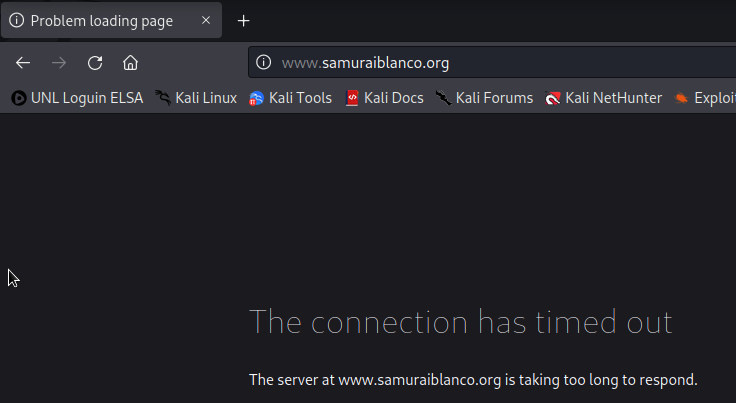 Problem loading page
www.samuraiblanco.org
UNL Loguin ELSA Kali Linux Kali Tools Kali Docs Kali Forums Kali NetHunter Exploi
The connection has timed out
The server at www.samuraiblanco.org is taking too long to respond.